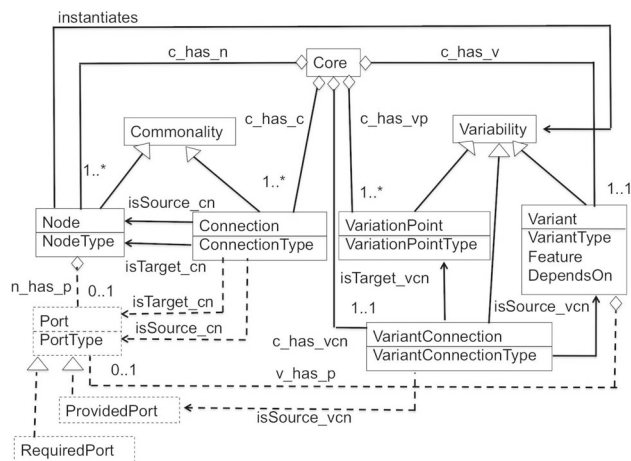 instantiates
c_has_n
Core
c_has_v
c_has_c
c_has_vp
Commonality
Variability
1..*
1..*
1..*
1..1
isSource_cn
Node
NodeType
Connection
ConnectionType
VariationPoint
VariationPointType
Variant
VariantType
Feature
DependsOn
isTarget_cn
isTarget_vcn
n_has_p
0..1
isTarget_cn
isSource_vcn
1..1
Port
PortType
isSource_cn
VariantConnection
VariantConnectionType
c_has_vcn
0..1
v_has_p
ProvidedPort
isSource_vcn
RequiredPort